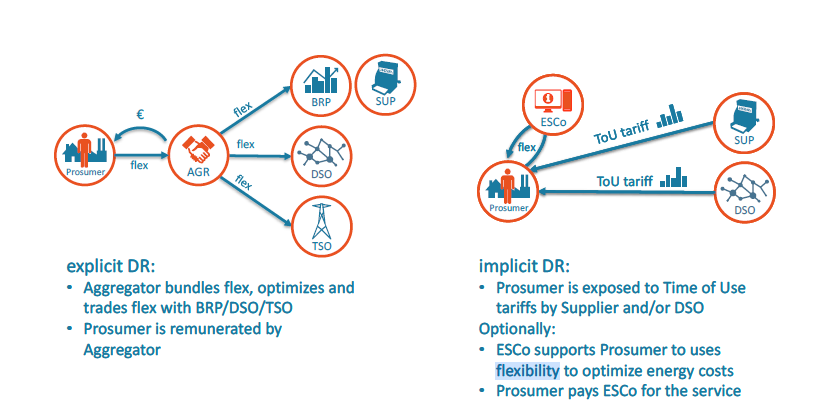 €
Prosumer
flex
AGR
flex
BRP
SUP
flex
DSO
flex
TSO
explicit DR:
• Aggregator bundles flex, optimizes and
trades flex with BRP/DSO/TSO
• Prosumer is remunerated by
Aggregator
ESCo
flex
Prosumer
ToU tariff
SUP
ToU tariff
DSO
implicit DR:
• Prosumer is exposed to Time of Use
tariffs by Supplier and/or DSO
Optionally:
• ESCo supports Prosumer to uses
flexibility to optimize energy costs
• Prosumer pays ESCo for the service